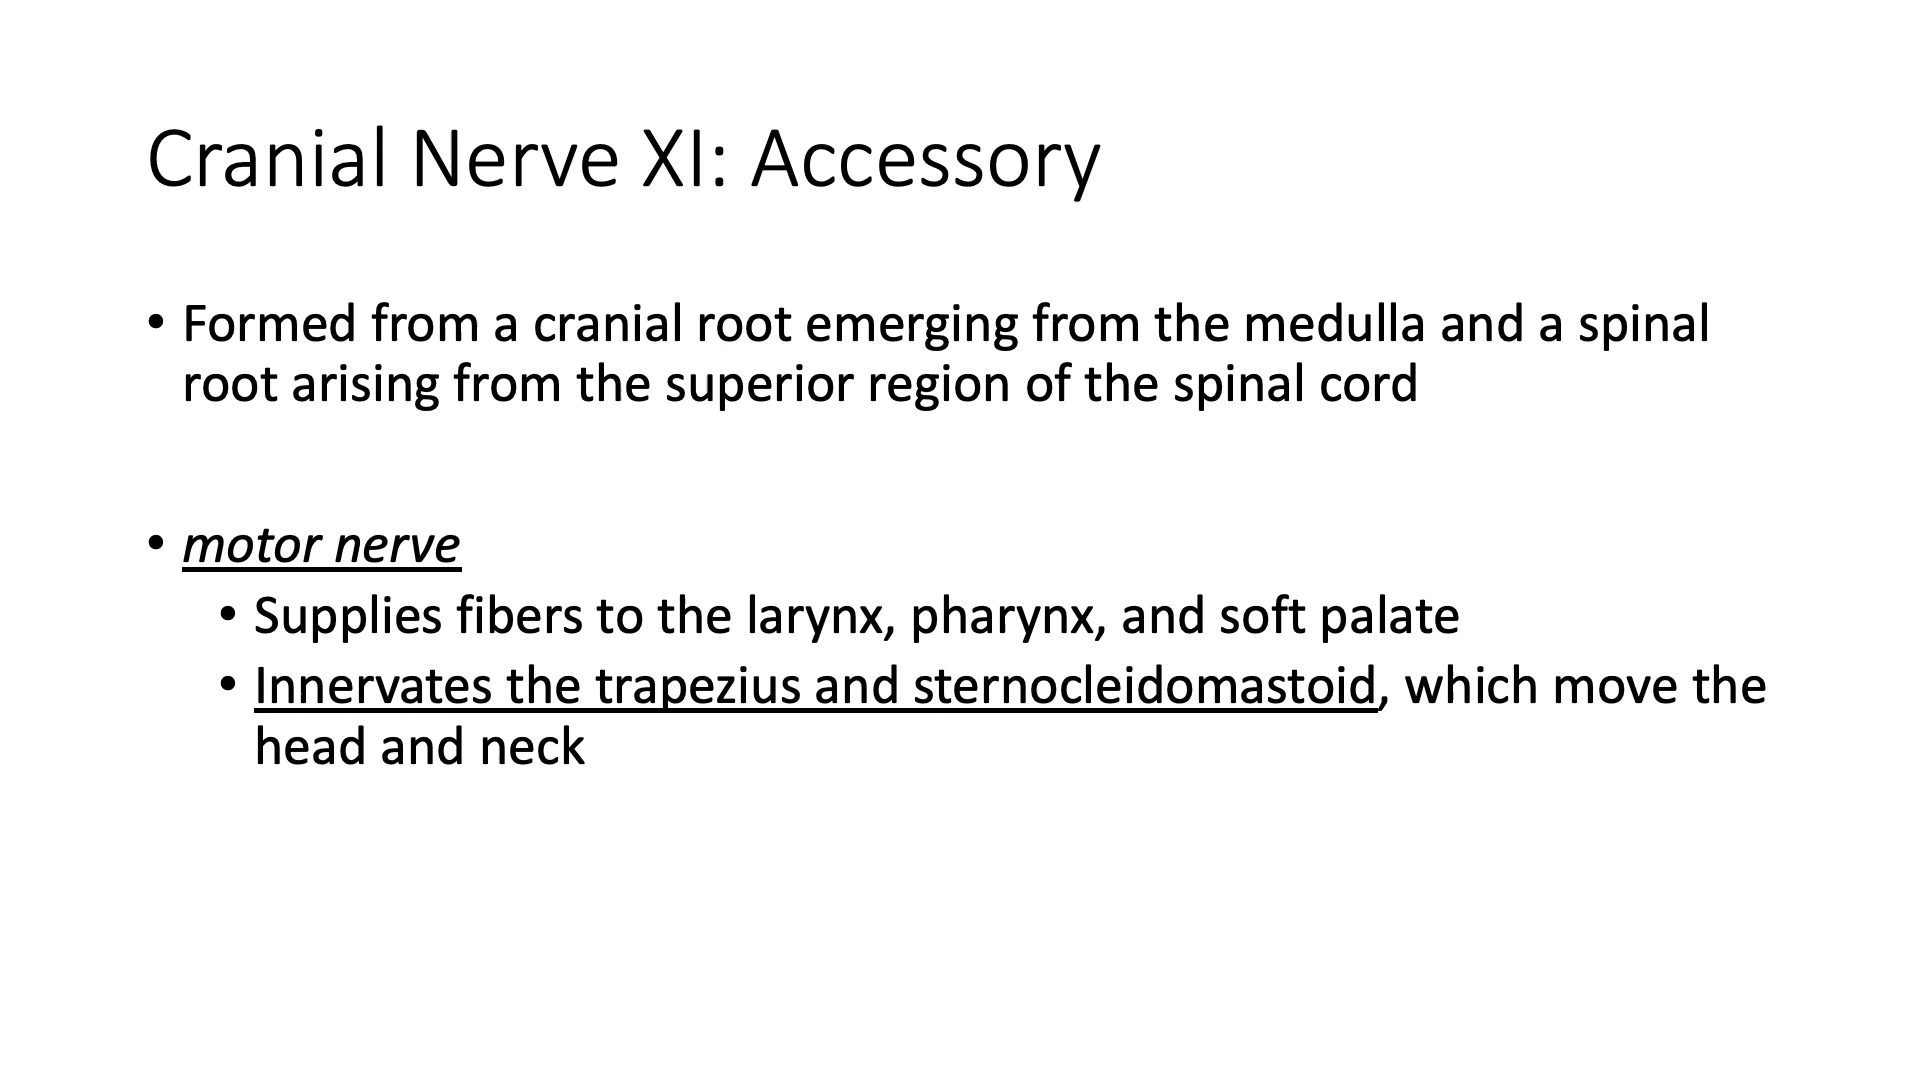 Cranial Nerve XI: Accessory
• Formed from a cranial root emerging from the medulla and a spinal
root arising from the superior region of the spinal cord
• motor nerve
• Supplies fibers to the larynx, pharynx, and soft palate
• Innervates the trapezius and sternocleidomastoid, which move the
head and neck